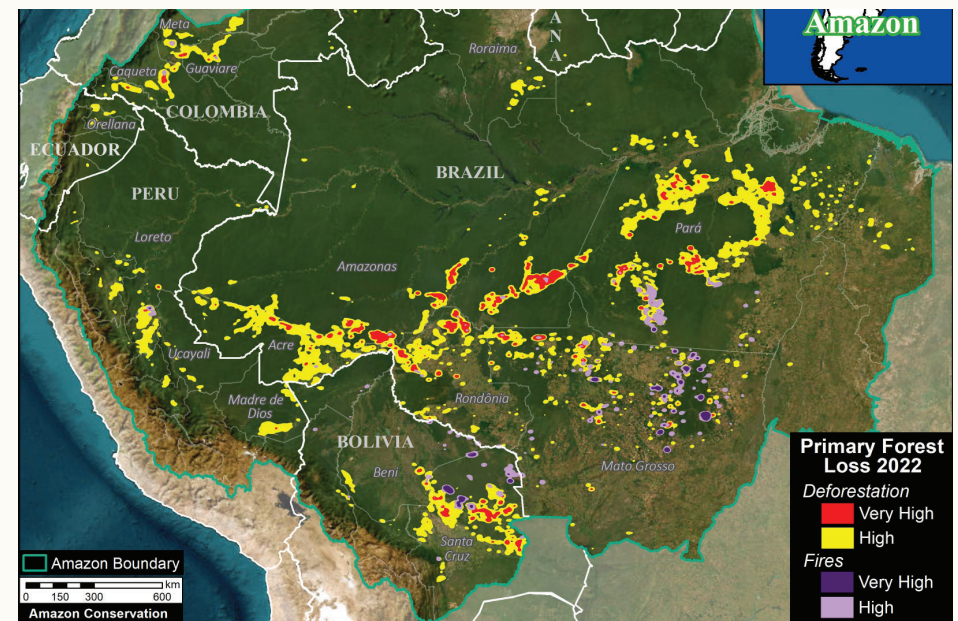 Amazon
Meta
Caqueta
Guaviare
COLOMBIA
Orellana
ECUADOR
PERU
Loreto
Ucayali
Madre de
Dios
Roraima
A
N
A
BRAZIL
Amazonas
Acre
Pará
Rondônia
BOLIVIA
Beni
Santa
Cruz
Mato Grosso
Primary Forest
Loss 2022
Deforestation
Very High
High
Fires
Very High
High
Amazon Boundary
km
0 150 300 600
Amazon Conservation